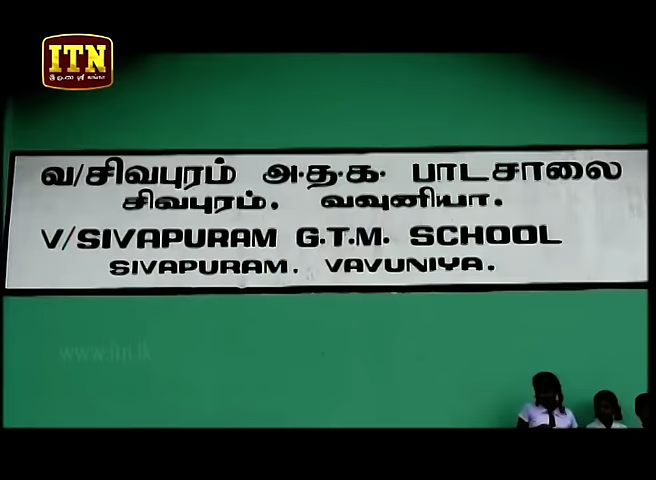 ITN
வ/சிவபுரம் அ.த.க. பாடசாலை
சிவபுரம். வவுனியா.
V/SIVAPURAM G.T.M. SCHOOL
SIVAPURAM. VAVUNIYA.
www.itn.lk